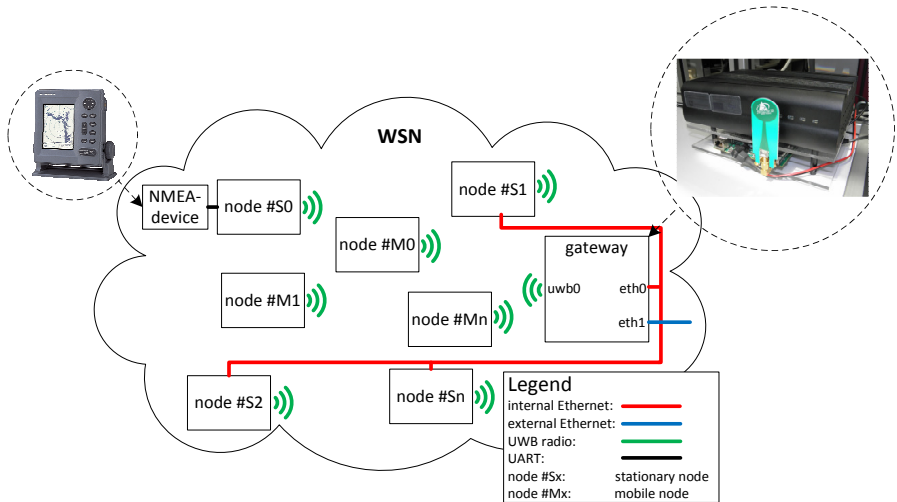 WSN
NMEA-
device
node #S0
node #S1
node #M0
gateway
node #M1
uwb0
eth0
node #Mn
eth1
node #S2
node #Sn
Legend
internal Ethernet:
external Ethernet:
UWB radio:
UART:
node #Sx: stationary node
node #Mx: mobile node